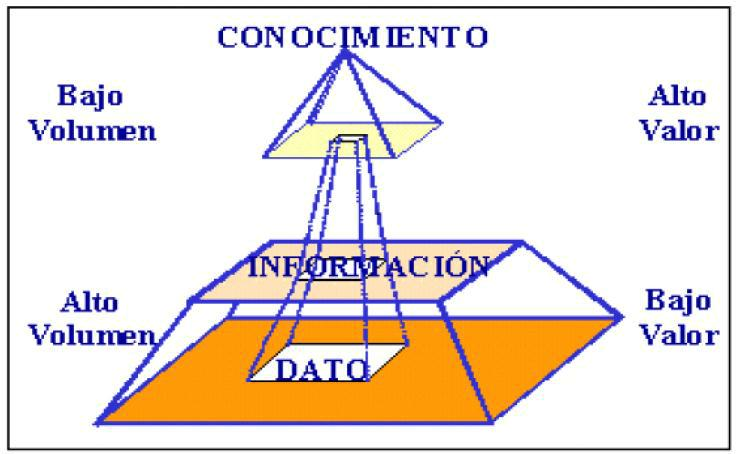 CONOCIMIENTO
Bajo
Volumen
Alto
Valor
INFORMACIÓN
Alto
Volumen
Bajo
Valor
DATO